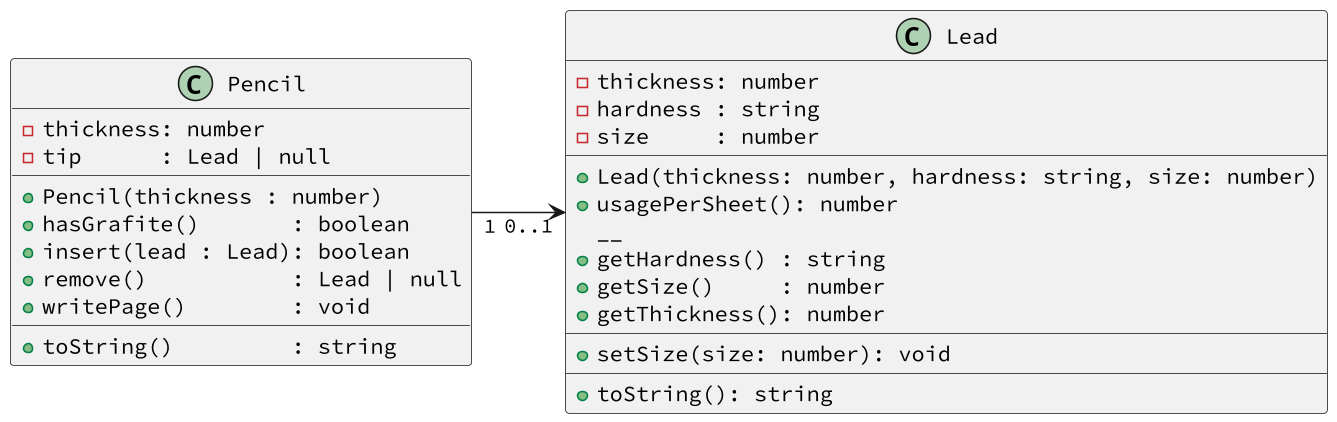 C Pencil
thickness: number
tip      : Lead | null
Pencil(thickness : number)
hasGrafite()       : boolean
insert(lead : Lead): boolean
remove()           : Lead | null
writePage()        : void
toString()         : string
1 0..1
C Lead
thickness: number
hardness : string
size     : number
Lead(thickness: number, hardness: string, size: number)
usagePerSheet(): number
__
getHardness() : string
getSize()     : number
getThickness(): number
setSize(size: number): void
toString(): string